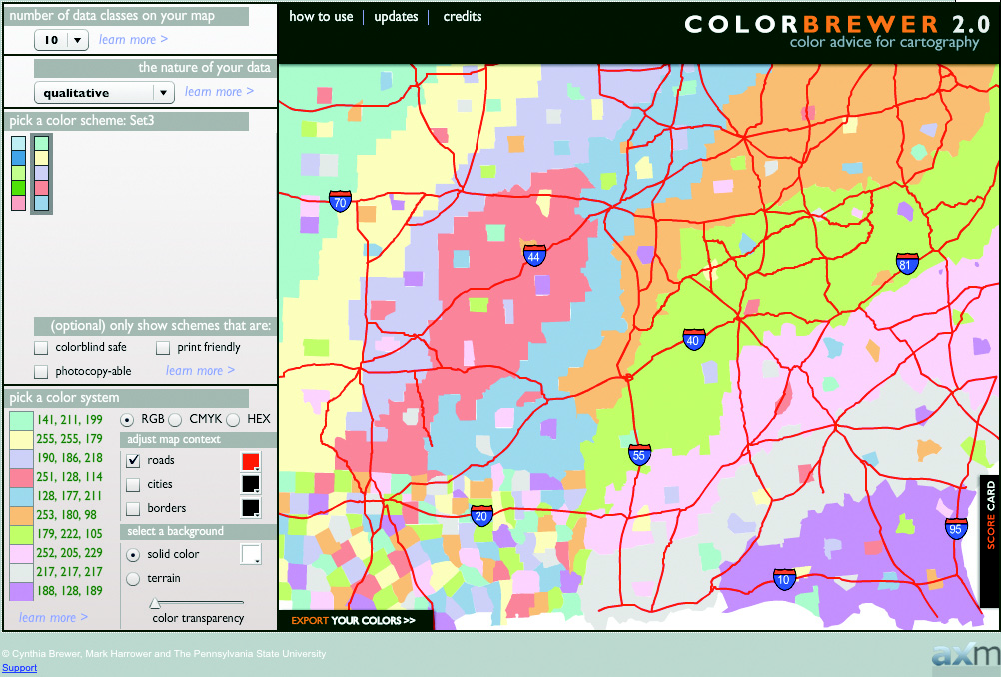 number of data classes on your map
10
learn more >
the nature of your data
qualitative
learn more >
pick a color scheme: Set3
(optional) only show schemes that are:
colorblind safe
print friendly
photocopy-able
learn more >
pick a color system
141, 211, 199
255, 255, 179
190, 186, 218
251, 128, 114
128, 177, 211
253, 180, 98
179, 222, 105
252, 205, 229
217, 217, 217
188, 128, 189
learn more >
RGB
CMYK
HEX
adjust map context
roads
cities
borders
select a background
solid color
terrain
color transparency
how to use
updates
credits
COLORBREWER 2.0
color advice for cartography
70
44
81
40
55
20
95
10
SCORE CARD
EXPORT YOUR COLORS >>
© Cynthia Brewer, Mark Harrower and The Pennsylvania State University
Support
axm